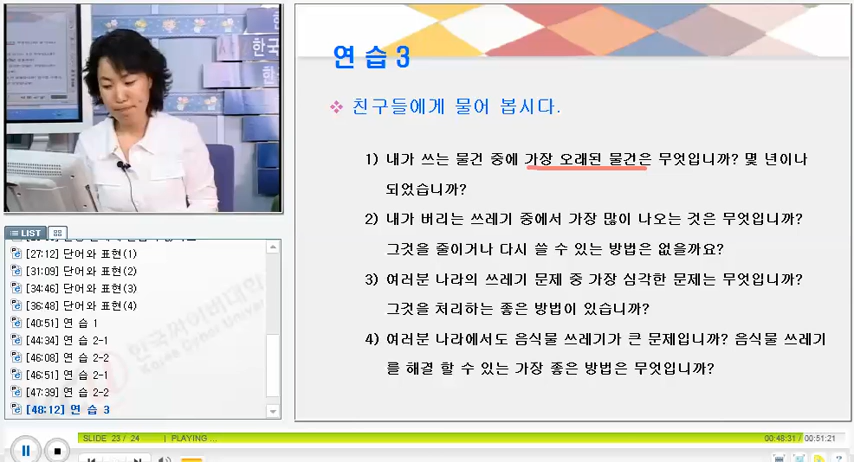 연 습 3
친구들에게 물어 봅시다.
1) 내가 쓰는 물건 중에 가장 오래된 물건은 무엇입니까? 몇 년이나
되었습니까?
2) 내가 버리는 쓰레기 중에서 가장 많이 나오는 것은 무엇입니까?
그것을 줄이거나 다시 쓸 수 있는 방법은 없을까요?
3) 여러분 나라의 쓰레기 문제 중 가장 심각한 문제는 무엇입니까?
그것을 처리하는 좋은 방법이 있습니까?
4) 여러분 나라에서도 음식물 쓰레기가 큰 문제입니까? 음식물 쓰레기
를 해결 할 수 있는 가장 좋은 방법은 무엇입니까?
LIST
[27:12] 단어와 표현(1)
[31:09] 단어와 표현(2)
[34:46] 단어와 표현(3)
[36:48] 단어와 표현(4)
[40:51] 연 습 1
[44:34] 연 습 2-1
[46:08] 연 습 2-2
[46:51] 연 습 2-1
[47:39] 연 습 2-2
[48:12] 연 습 3
SLIDE 23 / 24 | PLAYING ...
00:48:31 / 00:51:21